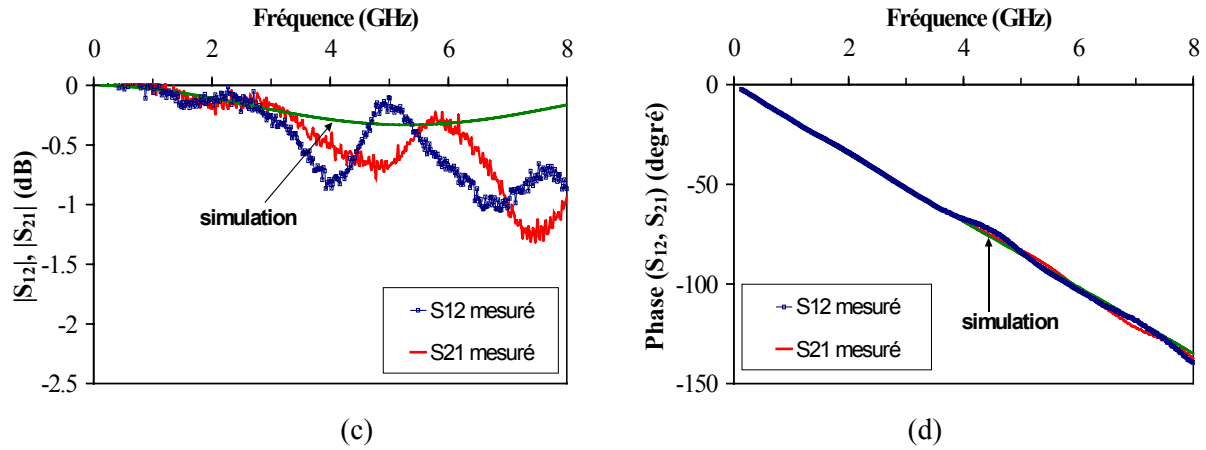 Fréquence (GHz)
0 2 4 6 8
0
-0.5
-1
-1.5
-2
-2.5
|S12|, |S21| (dB)
simulation
S12 mesuré
S21 mesuré
(c)
Fréquence (GHz)
0 2 4 6 8
0
-50
-100
-150
Phase (S12, S21) (degré)
simulation
S12 mesuré
S21 mesuré
(d)